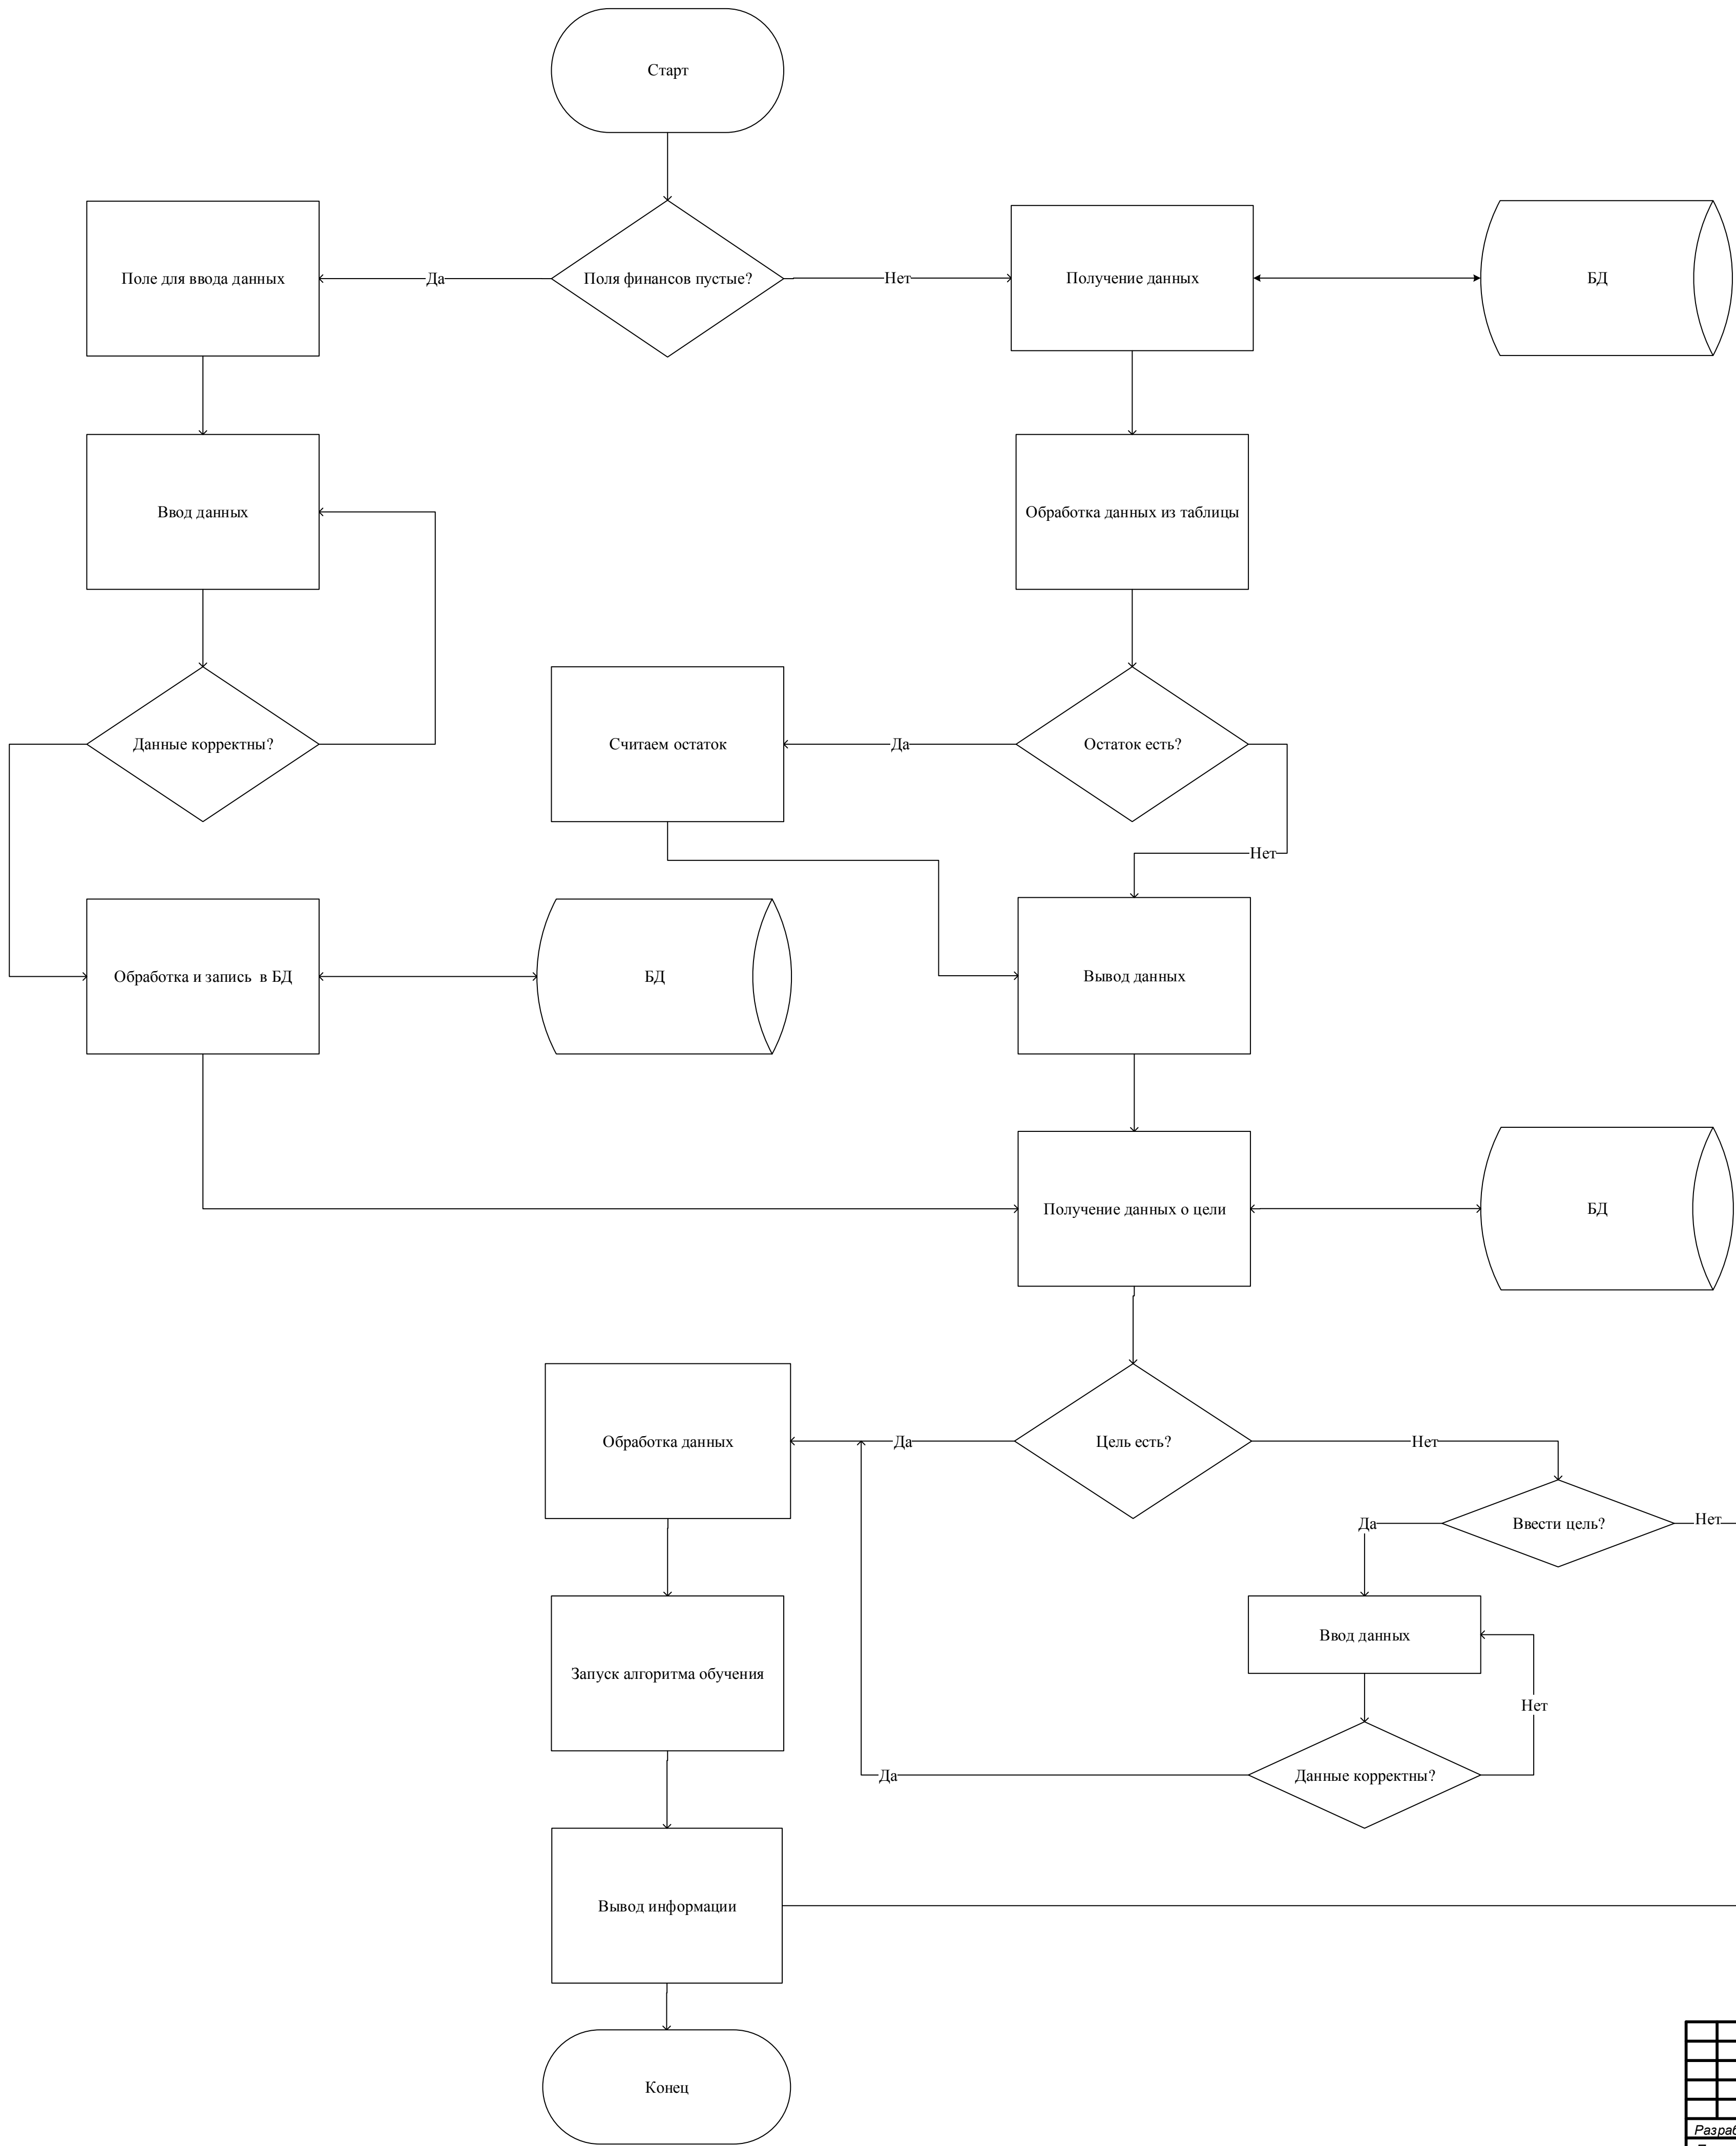 Старт
Поле для ввода данных
Да
Поля финансов пустые?
Нет
Получение данных
БД
Ввод данных
Обработка данных из таблицы
Данные корректны?
Считаем остаток
Да
Остаток есть?
Нет
Обработка и запись в БД
БД
Вывод данных
Получение данных о цели
БД
Обработка данных
Да
Цель есть?
Нет
Да
Ввести цель?
Нет
Ввод данных
Запуск алгоритма обучения
Нет
Да
Данные корректны?
Вывод информации
Конец